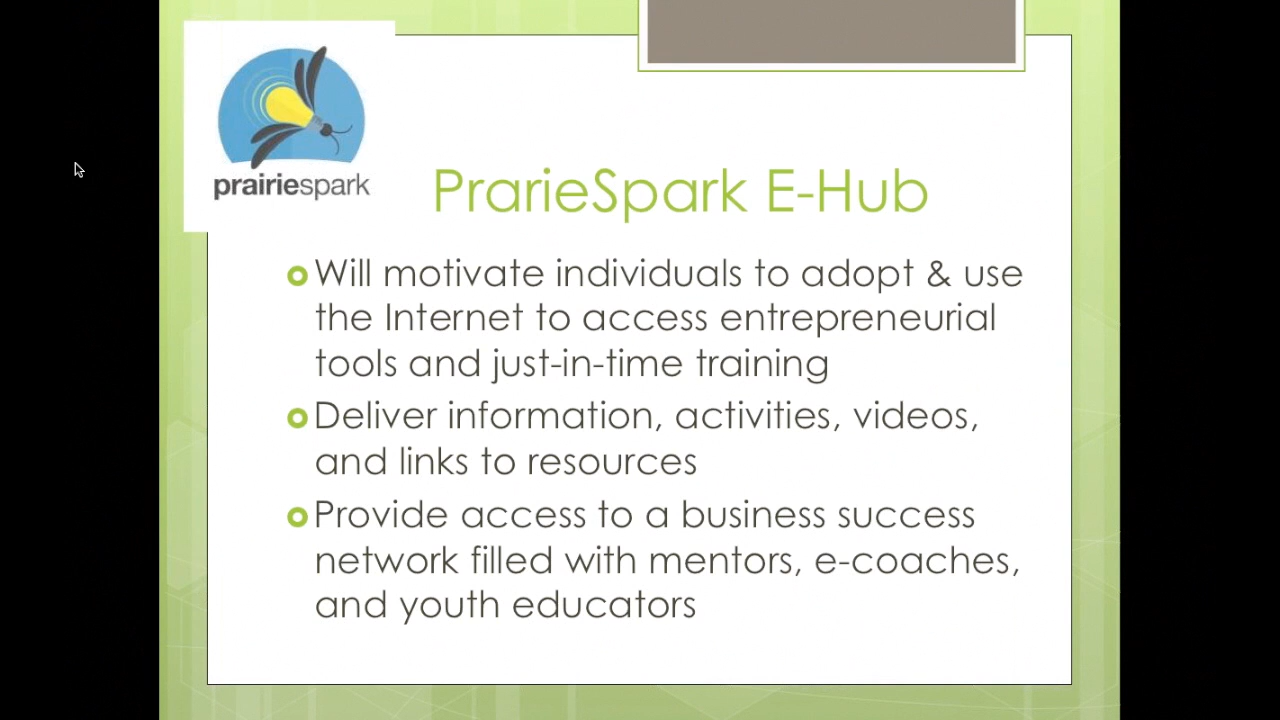 prairiespark
PrarieSpark E-Hub
Will motivate individuals to adopt & use
the Internet to access entrepreneurial
tools and just-in-time training
Deliver information, activities, videos,
and links to resources
Provide access to a business success
network filled with mentors, e-coaches,
and youth educators